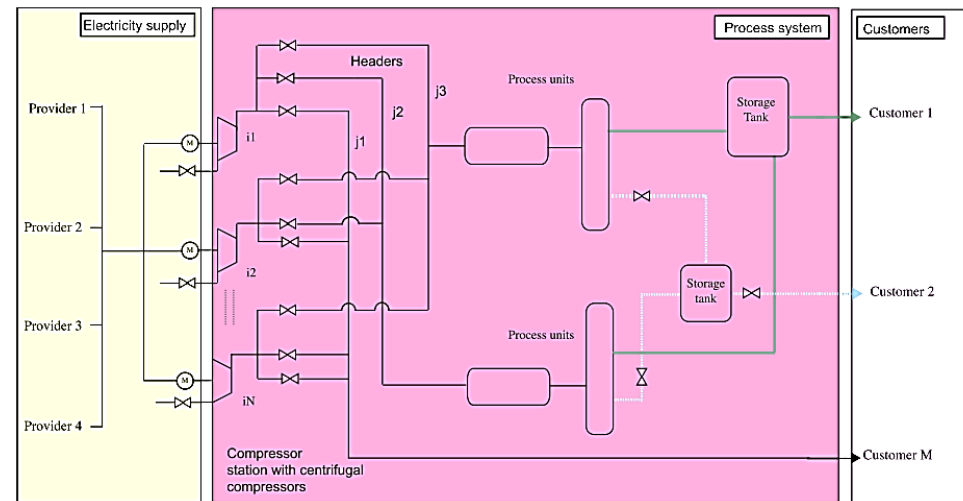 Electricity supply
Process system
Customers
Headers
Process units
Storage
Tank
Provider 1
Customer 1
j3
j2
j1
M
i1
Provider 2
M
i2
Storage
tank
Customer 2
Provider 3
Process units
M
iN
Provider 4
Compressor
station with centrifugal
compressors
Customer M